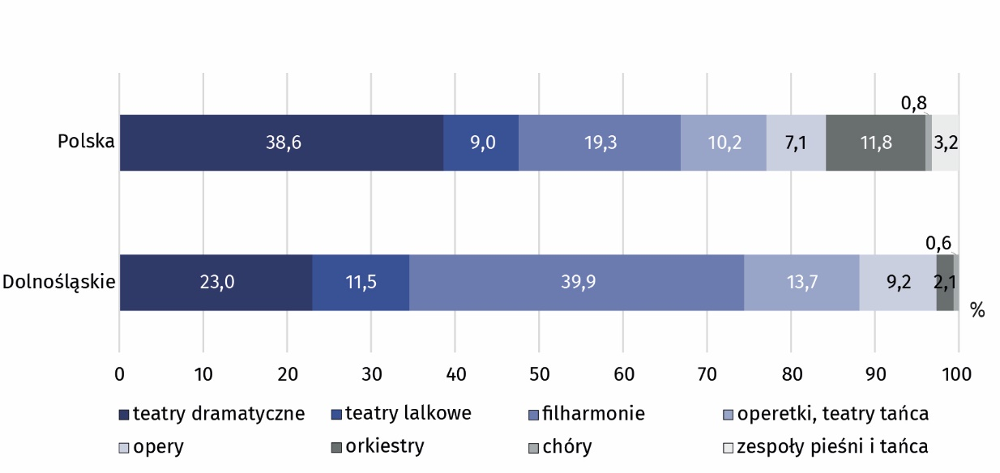 0,8
Polska 38,6 9,0 19,3 10,2 7,1 11,8 3,2
0,6
Dolnośląskie 23,0 11,5 39,9 13,7 9,2 2,1
%
0 10 20 30 40 50 60 70 80 90 100
teatry dramatyczne teatry lalkowe filharmonie operetki, teatry tańca
opery orkiestry chóry zespoły pieśni i tańca